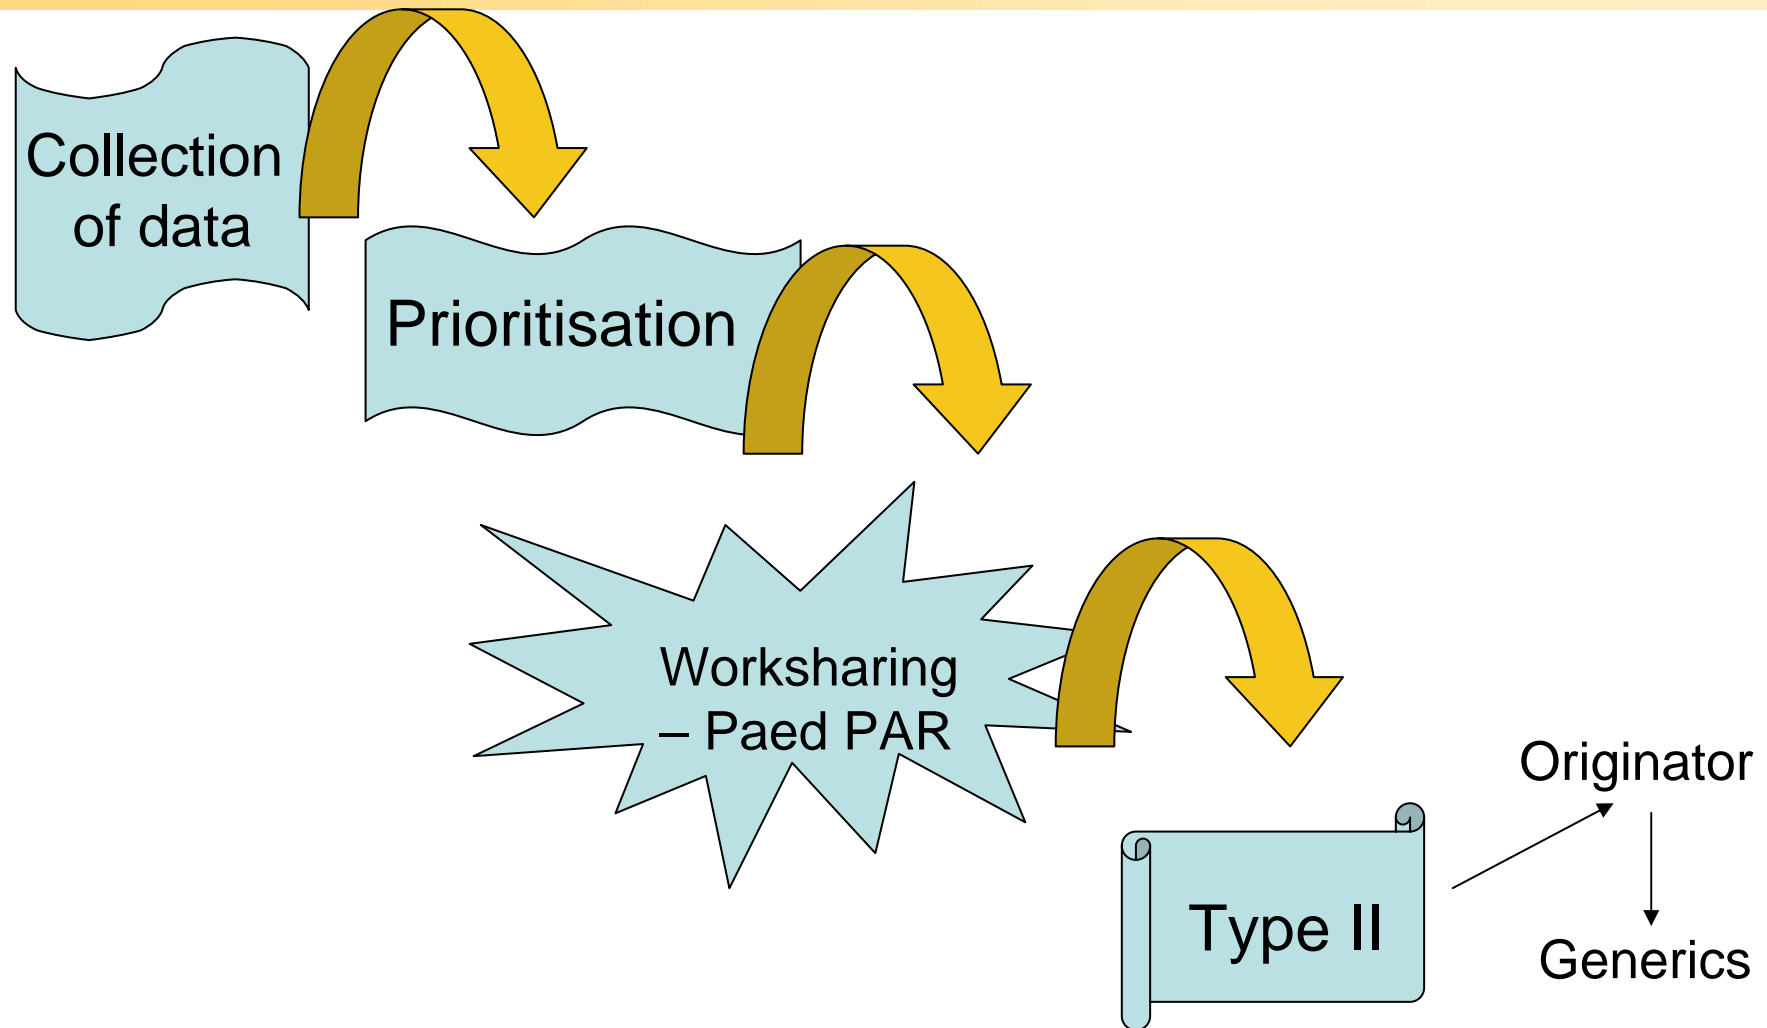 Collection
of data
Prioritisation
Worksharing
– Paed PAR
Originator
Type II
Generics